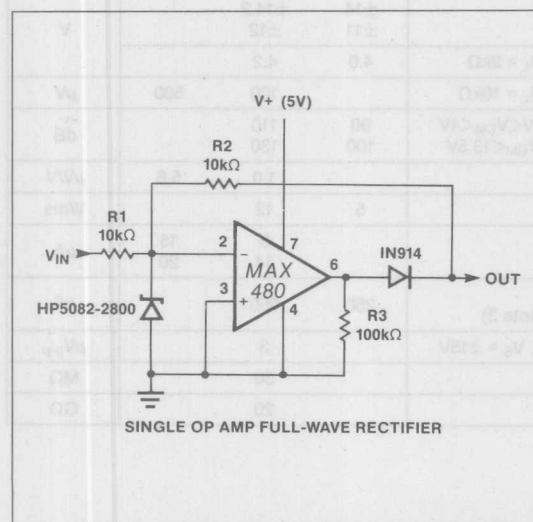 V+ (5V)
R2
10kΩ
R1
10kΩ
VIN
2
−
7
MAX
480
6
IN914
OUT
3
+
4
HP5082-2800
R3
100kΩ
SINGLE OP AMP FULL-WAVE RECTIFIER